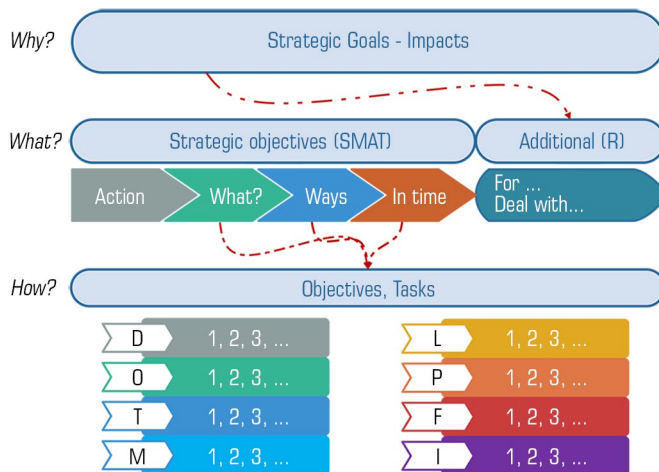 Why?
Strategic Goals - Impacts
What?
Strategic objectives (SMAT)
Additional (R)
Action
What?
Ways
In time
For ...
Deal with...
How?
Objectives, Tasks
D 1, 2, 3, ...
L 1, 2, 3, ...
O 1, 2, 3, ...
P 1, 2, 3, ...
T 1, 2, 3, ...
F 1, 2, 3, ...
M 1, 2, 3, ...
I 1, 2, 3, ...